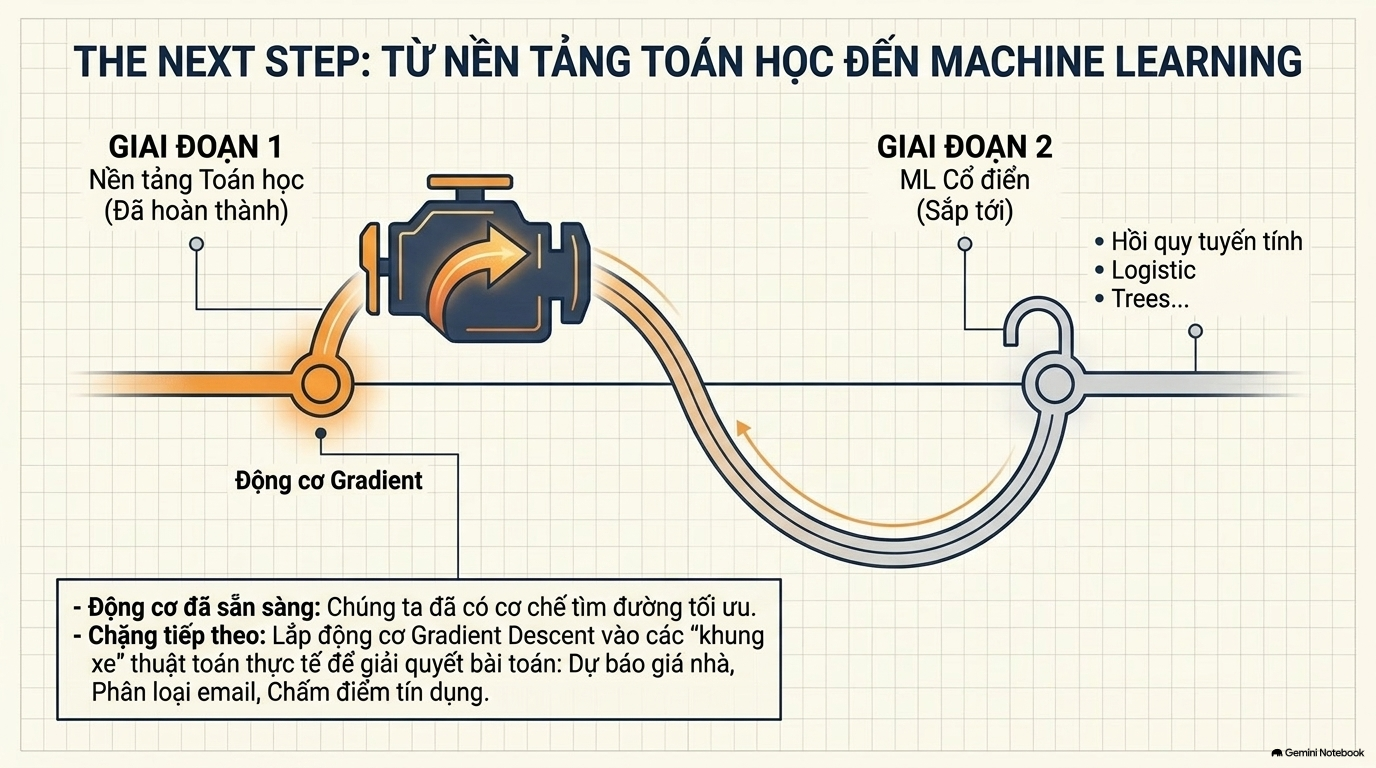 THE NEXT STEP: TỪ NỀN TẢNG TOÁN HỌC ĐẾN MACHINE LEARNING
GIAI ĐOẠN 1
Nền tảng Toán học
(Đã hoàn thành)
GIAI ĐOẠN 2
ML Cổ điển
(Sắp tới)
• Hồi quy tuyến tính
• Logistic
• Trees...
Động cơ Gradient
- Động cơ đã sẵn sàng: Chúng ta đã có cơ chế tìm đường tối ưu.
- Chặng tiếp theo: Lắp động cơ Gradient Descent vào các “khung
xe” thuật toán thực tế để giải quyết bài toán: Dự báo giá nhà,
Phân loại email, Chấm điểm tín dụng.
Gemini Notebook